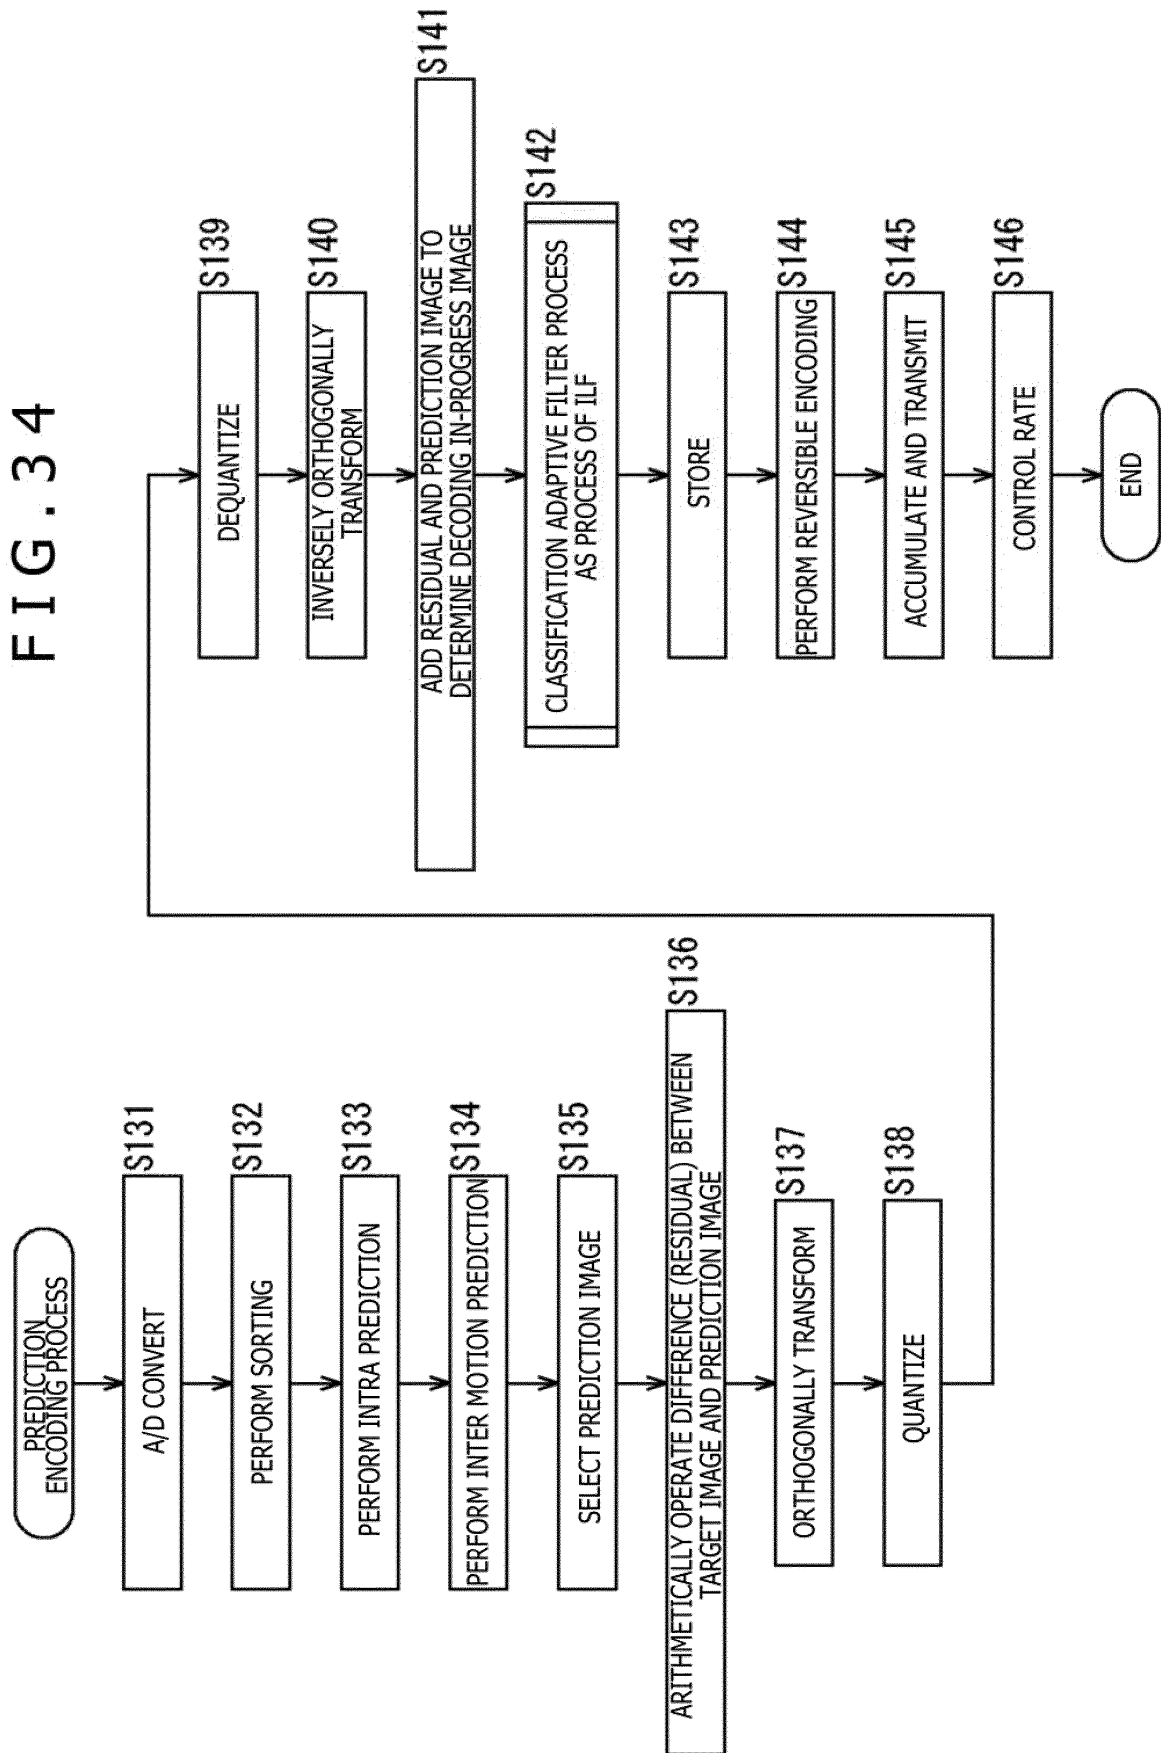 FIG. 34
PREDICTION
ENCODING PROCESS
S131
A/D CONVERT
S132
PERFORM SORTING
S133
PERFORM INTRA PREDICTION
S134
PERFORM INTER MOTION PREDICTION
S135
SELECT PREDICTION IMAGE
S136
ARITHMETICALLY OPERATE DIFFERENCE (RESIDUAL) BETWEEN
TARGET IMAGE AND PREDICTION IMAGE
S137
ORTHOGONALLY TRANSFORM
S138
QUANTIZE
S139
DEQUANTIZE
S140
INVERSELY ORTHOGONALLY
TRANSFORM
S141
ADD RESIDUAL AND PREDICTION IMAGE TO
DETERMINE DECODING IN-PROGRESS IMAGE
S142
CLASSIFICATION ADAPTIVE FILTER PROCESS
AS PROCESS OF ILF
S143
STORE
S144
PERFORM REVERSIBLE ENCODING
S145
ACCUMULATE AND TRANSMIT
S146
CONTROL RATE
END